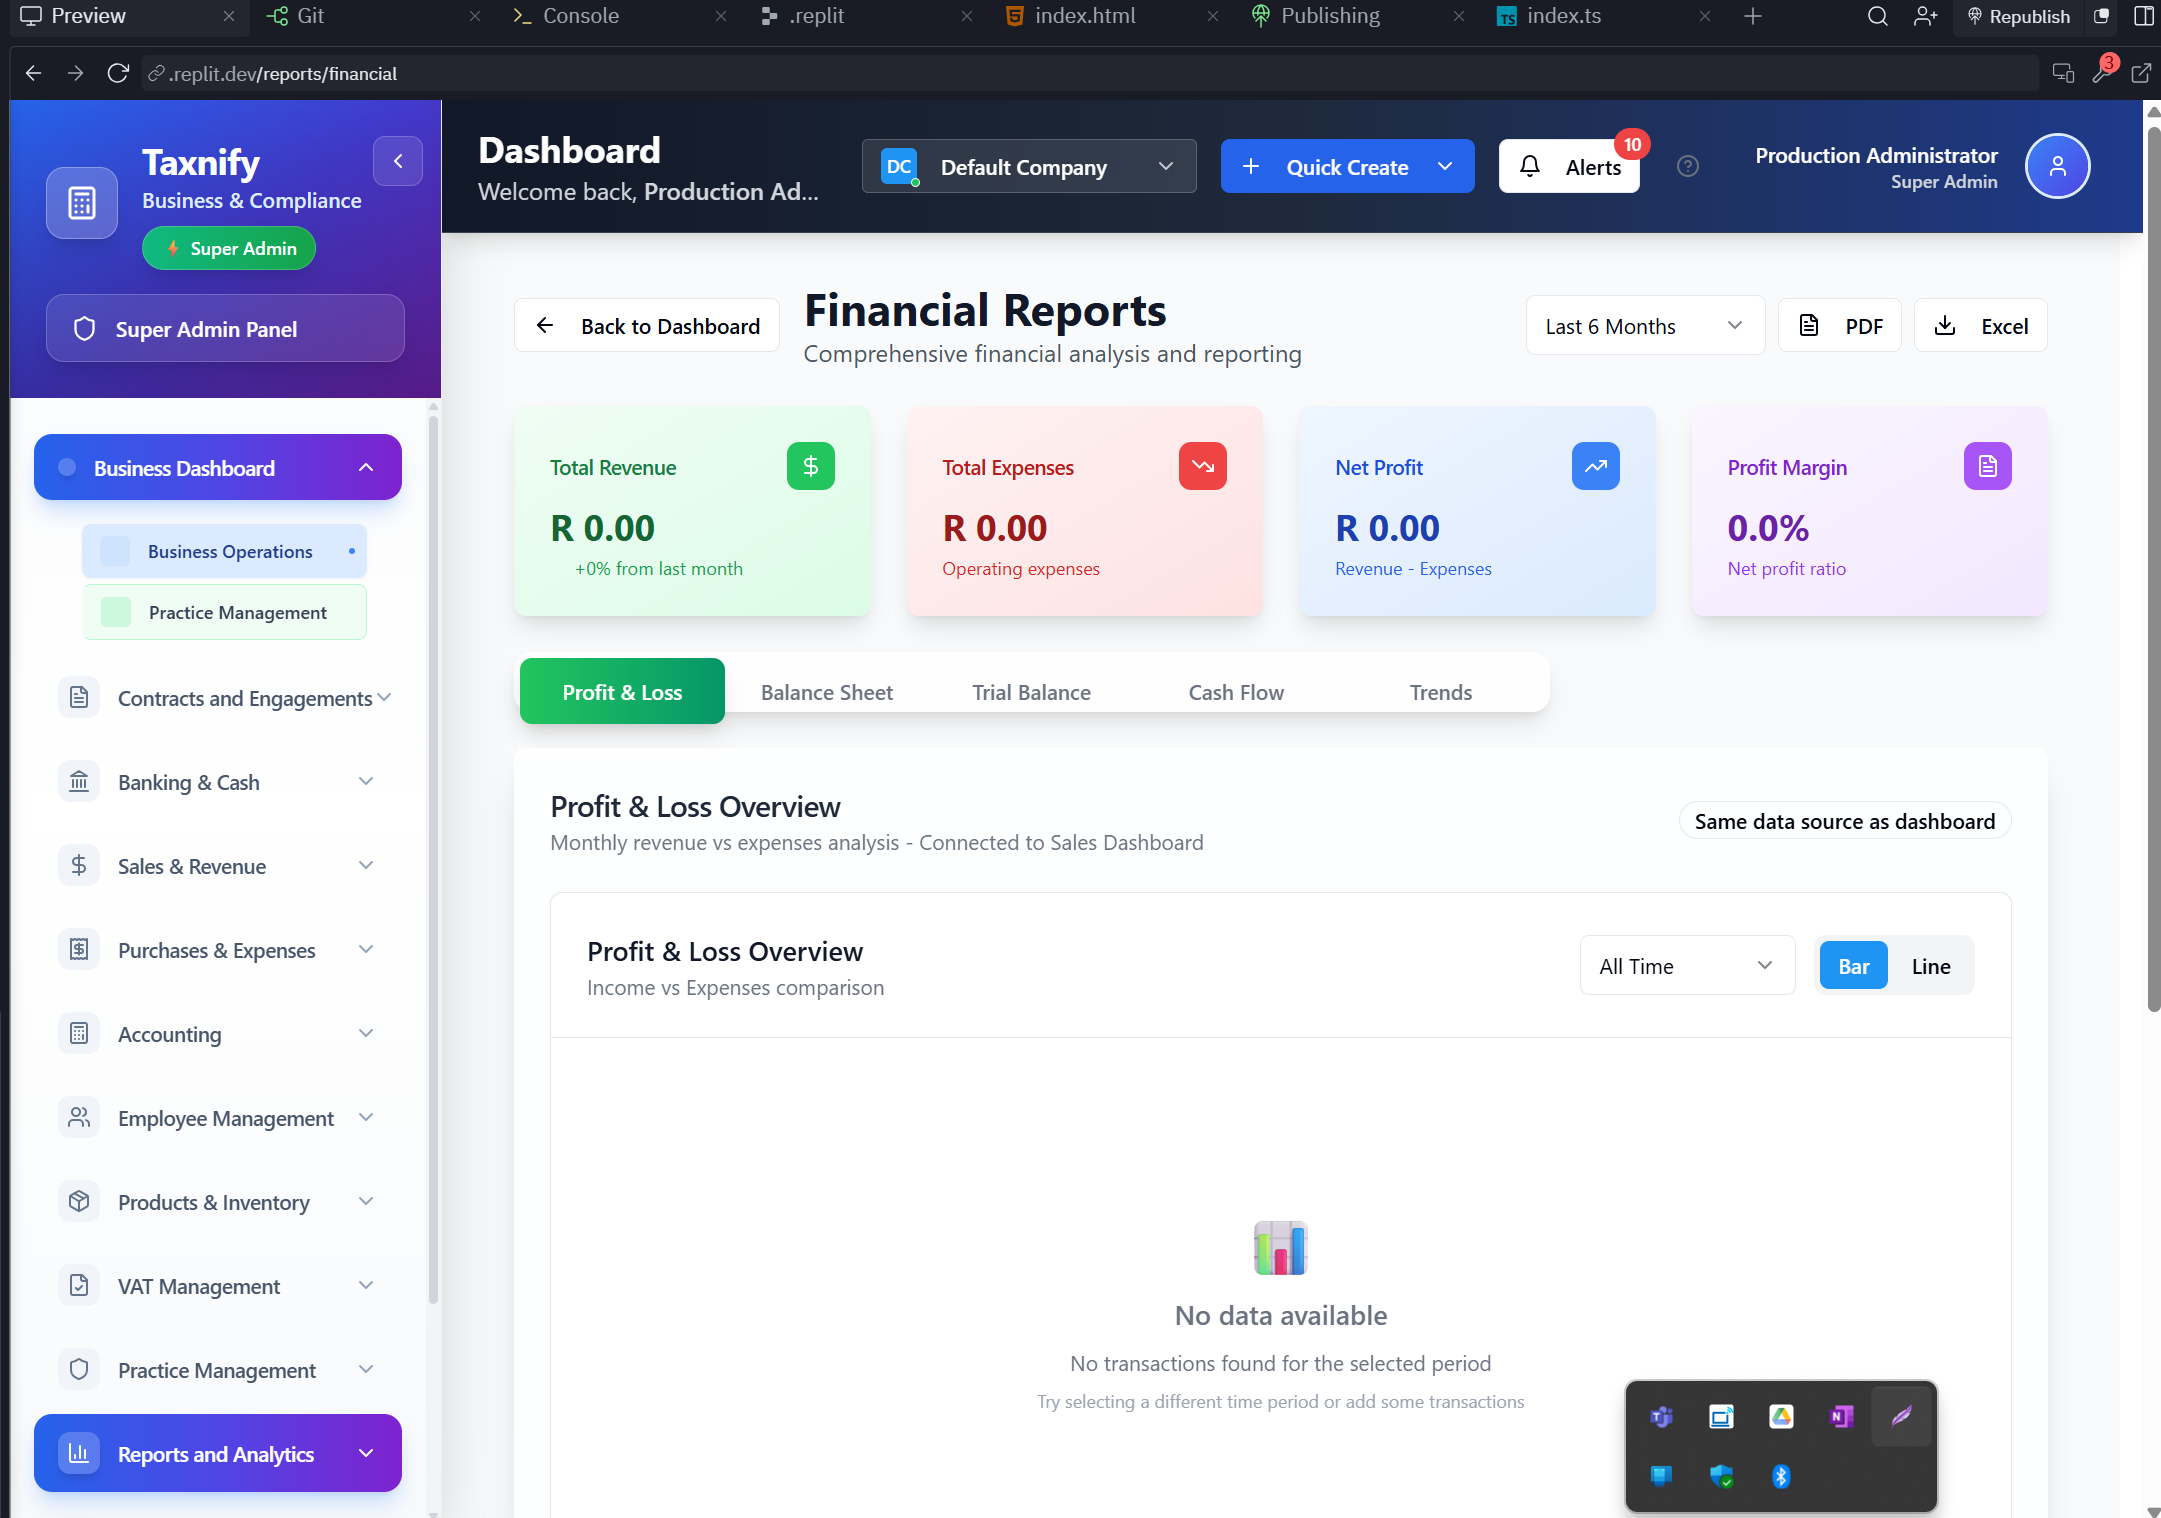 Preview
Git
Console
.replit
index.html
Publishing
index.ts
Republish
.replit.dev/reports/financial
3
Taxnify
Business & Compliance
Super Admin
Super Admin Panel
Business Dashboard
Business Operations
Practice Management
Contracts and Engagements
Banking & Cash
Sales & Revenue
Purchases & Expenses
Accounting
Employee Management
Products & Inventory
VAT Management
Practice Management
Reports and Analytics
Dashboard
Welcome back, Production Ad...
DC
Default Company
Quick Create
Alerts
10
Production Administrator
Super Admin
Back to Dashboard
Financial Reports
Comprehensive financial analysis and reporting
Last 6 Months
PDF
Excel
Total Revenue
R 0.00
+0% from last month
Total Expenses
R 0.00
Operating expenses
Net Profit
R 0.00
Revenue - Expenses
Profit Margin
0.0%
Net profit ratio
Profit & Loss
Balance Sheet
Trial Balance
Cash Flow
Trends
Profit & Loss Overview
Monthly revenue vs expenses analysis - Connected to Sales Dashboard
Same data source as dashboard
Profit & Loss Overview
Income vs Expenses comparison
All Time
Bar
Line
No data available
No transactions found for the selected period
Try selecting a different time period or add some transactions